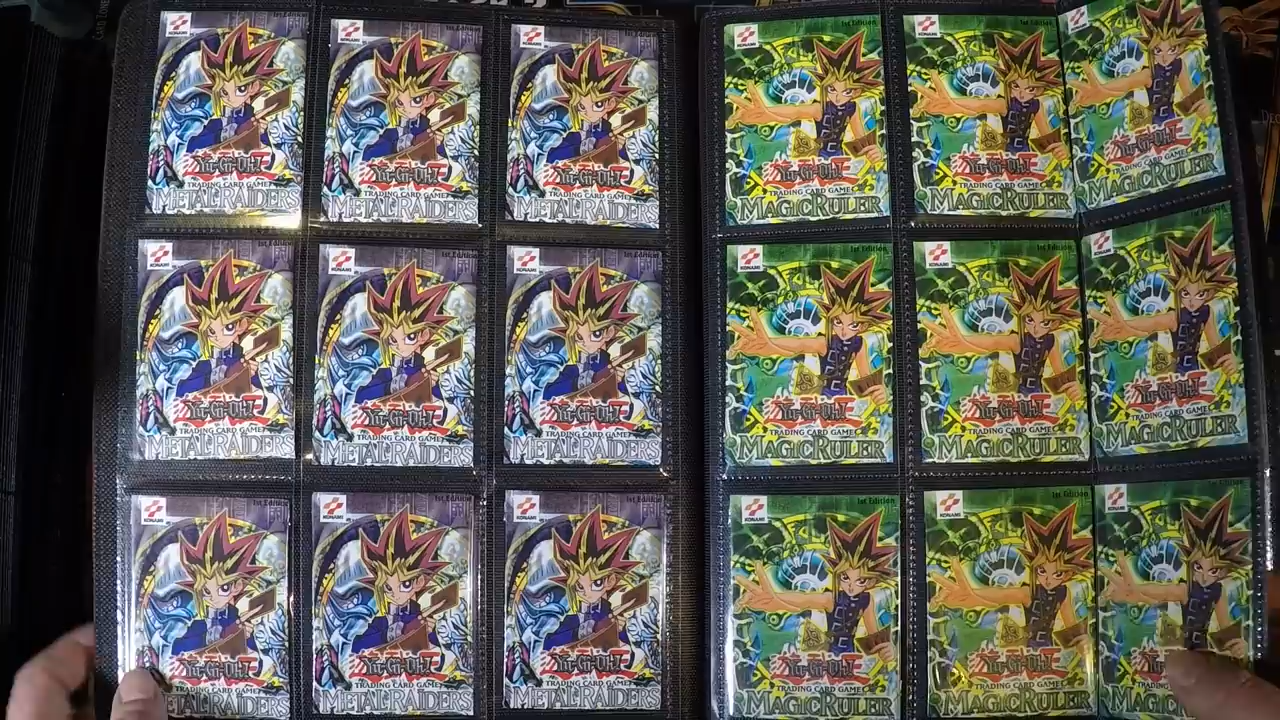 KONAMI
Yu-Gi-Oh!
TRADING CARD GAME
METAL RAIDERS
KONAMI
Yu-Gi-Oh!
TRADING CARD GAME
METAL RAIDERS
KONAMI
1st Edition
Yu-Gi-Oh!
TRADING CARD GAME
METAL RAIDERS
KONAMI
1st Edition
Yu-Gi-Oh!
TRADING CARD GAME
METAL RAIDERS
KONAMI
1st Edition
Yu-Gi-Oh!
TRADING CARD GAME
METAL RAIDERS
KONAMI
1st Edition
Yu-Gi-Oh!
TRADING CARD GAME
METAL RAIDERS
KONAMI
1st Edition
Yu-Gi-Oh!
TRADING CARD GAME
METAL RAIDERS
KONAMI
1st Edition
Yu-Gi-Oh!
TRADING CARD GAME
METAL RAIDERS
KONAMI
1st Edition
Yu-Gi-Oh!
TRADING CARD GAME
METAL RAIDERS
KONAMI
1st Edition
Yu-Gi-Oh!
TRADING CARD GAME
MAGIC RULER
KONAMI
1st Edition
Yu-Gi-Oh!
TRADING CARD GAME
MAGIC RULER
KONAMI
Yu-Gi-Oh!
TRADING CARD GAME
MAGIC RULER
KONAMI
1st Edition
Yu-Gi-Oh!
TRADING CARD GAME
MAGIC RULER
KONAMI
1st Edition
Yu-Gi-Oh!
TRADING CARD GAME
MAGIC RULER
KONAMI
1st Edition
Yu-Gi-Oh!
TRADING CARD GAME
MAGIC RULER
KONAMI
1st Edition
Yu-Gi-Oh!
TRADING CARD GAME
MAGIC RULER
KONAMI
1st Edition
Yu-Gi-Oh!
TRADING CARD GAME
MAGIC RULER
KONAMI
1st Edition
TRADING CARD
MAGIC